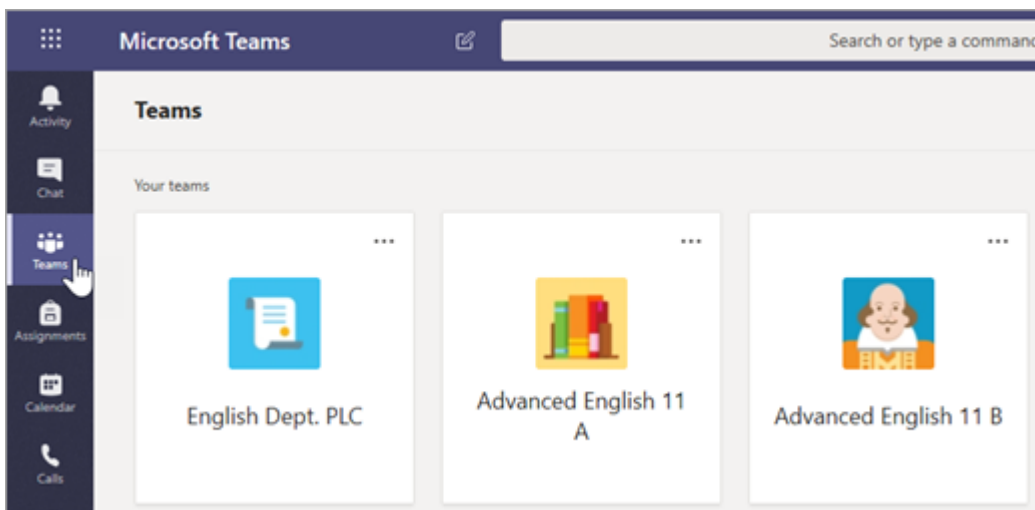 Microsoft Teams
Search or type a command
Activity
Teams
Chat
Your teams
Teams
Assignments
English Dept. PLC
Advanced English 11
A
Advanced English 11 B
Calendar
Calls